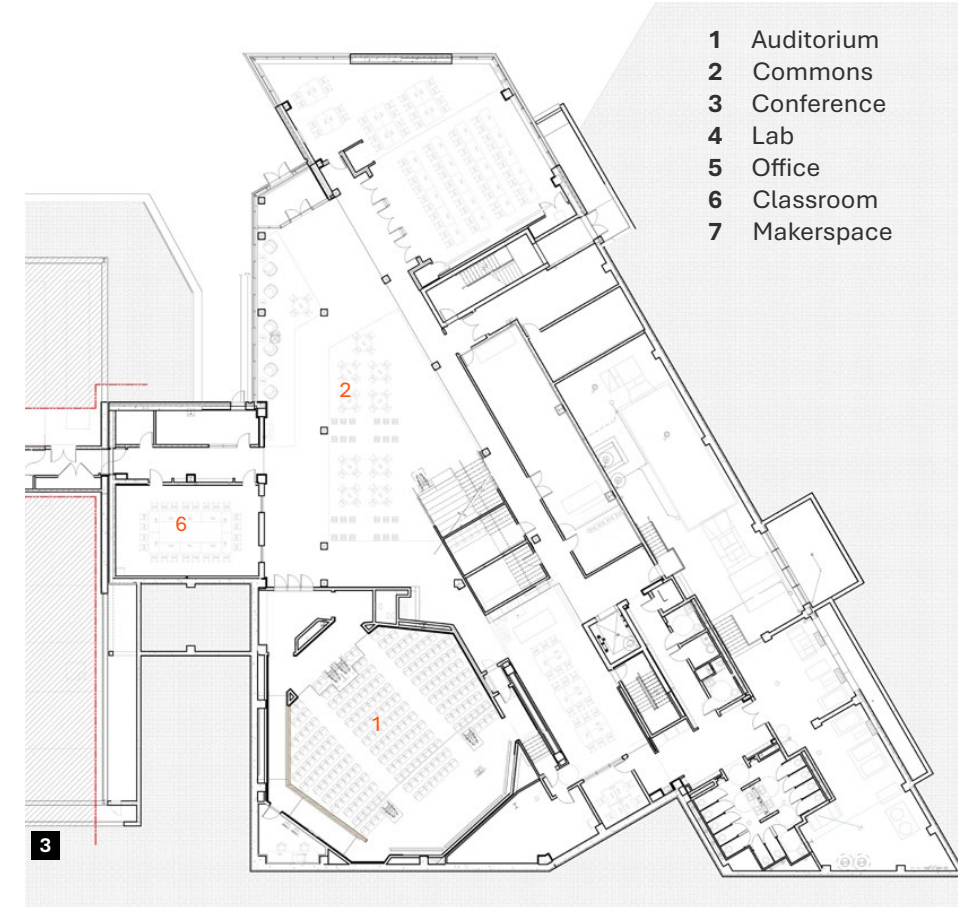 1 Auditorium
2 Commons
3 Conference
4 Lab
5 Office
6 Classroom
7 Makerspace
2
6
1
3